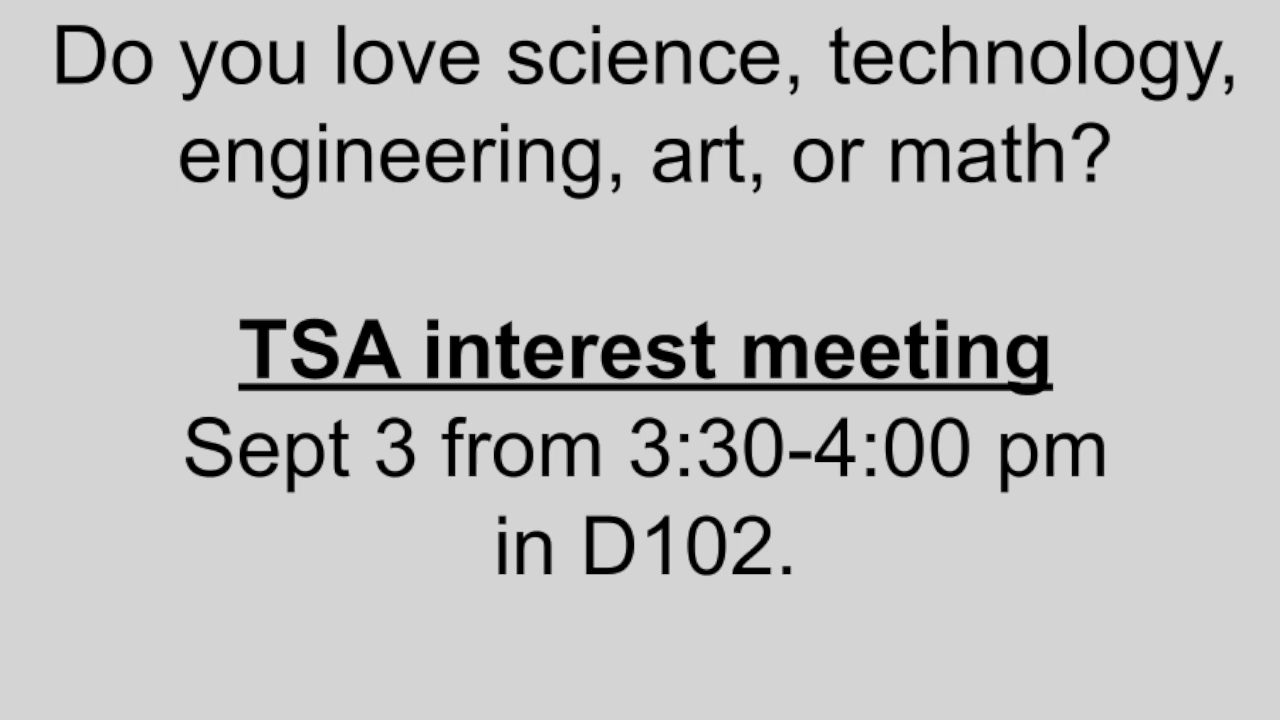 Do you love science, technology,
engineering, art, or math?
TSA interest meeting
Sept 3 from 3:30-4:00 pm
in D102.